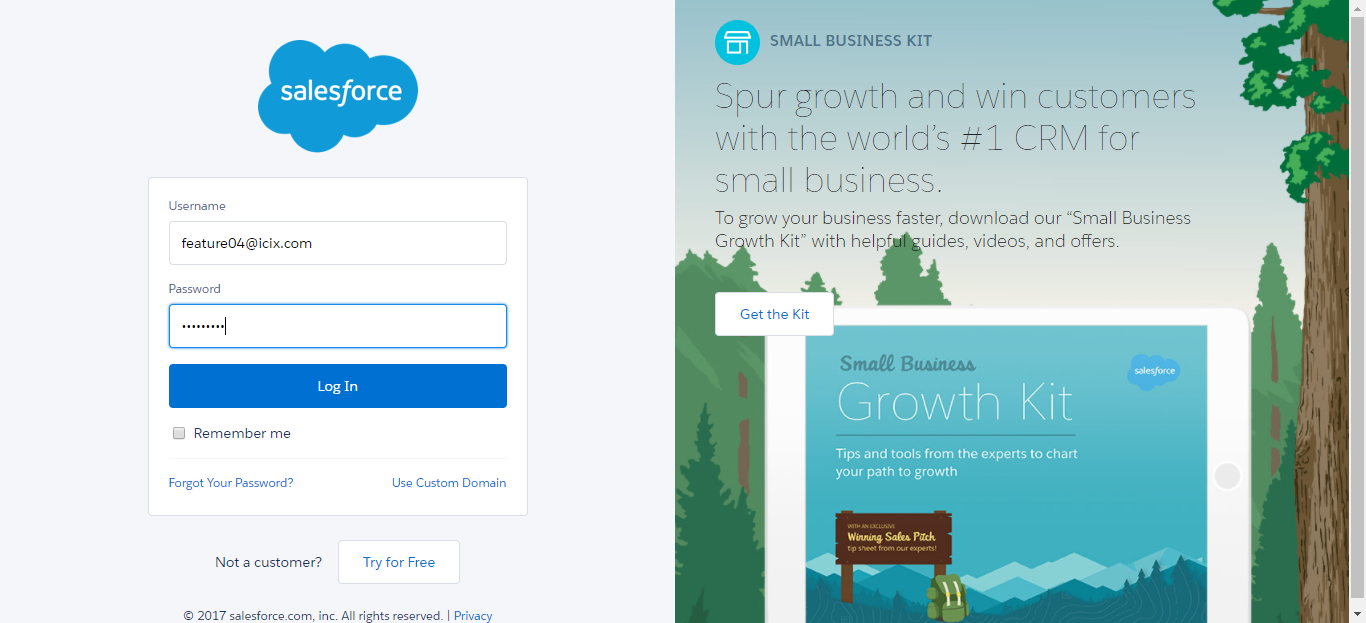 salesforce
Username
feature04@icix.com
Password
•••••••••
Log In
Remember me
Forgot Your Password?
Use Custom Domain
Not a customer?
Try for Free
© 2017 salesforce.com, inc. All rights reserved. | Privacy
SMALL BUSINESS KIT
Spur growth and win customers
with the world’s #1 CRM for
small business.
To grow your business faster, download our “Small Business
Growth Kit” with helpful guides, videos, and offers.
Get the Kit
Small Business
salesforce
Growth Kit
Tips and tools from the experts to chart
your path to growth
WITH AN EXCLUSIVE
Winning Sales Pitch
tip sheet from our experts!